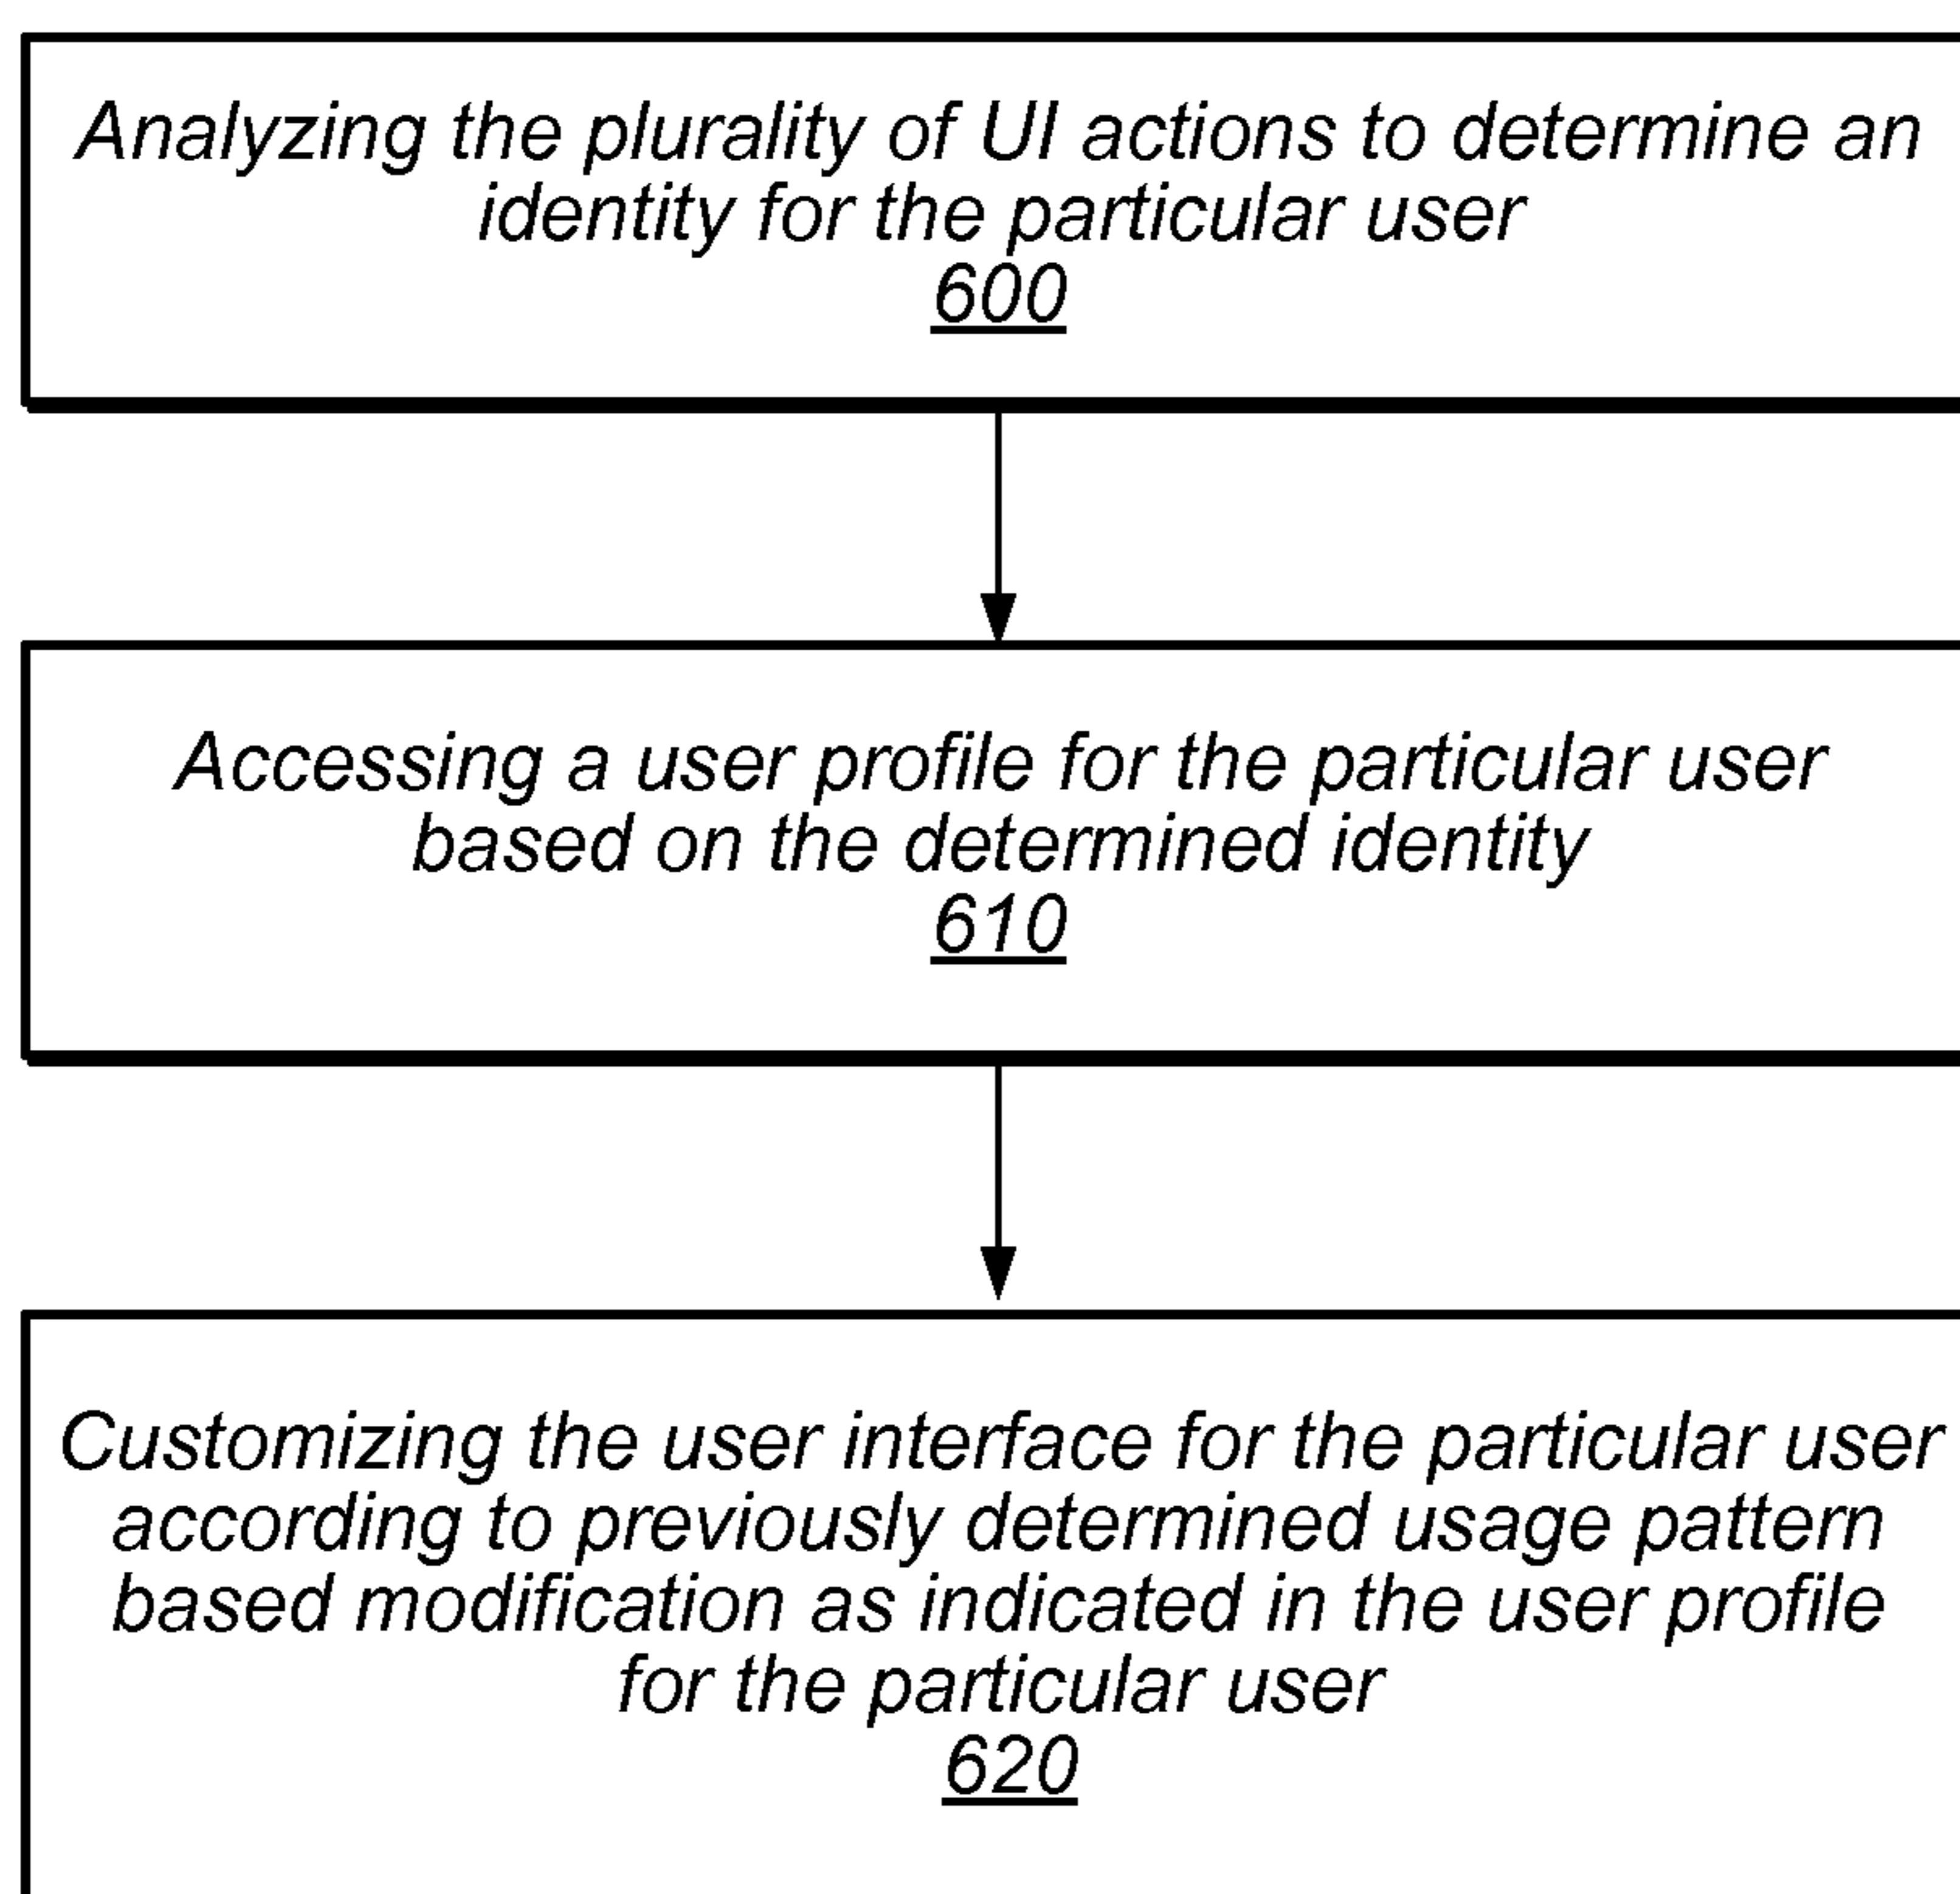 Analyzing the plurality of UI actions to determine an
identity for the particular user
600
Accessing a user profile for the particular user
based on the determined identity
610
Customizing the user interface for the particular user
according to previously determined usage pattern
based modification as indicated in the user profile
for the particular user
620